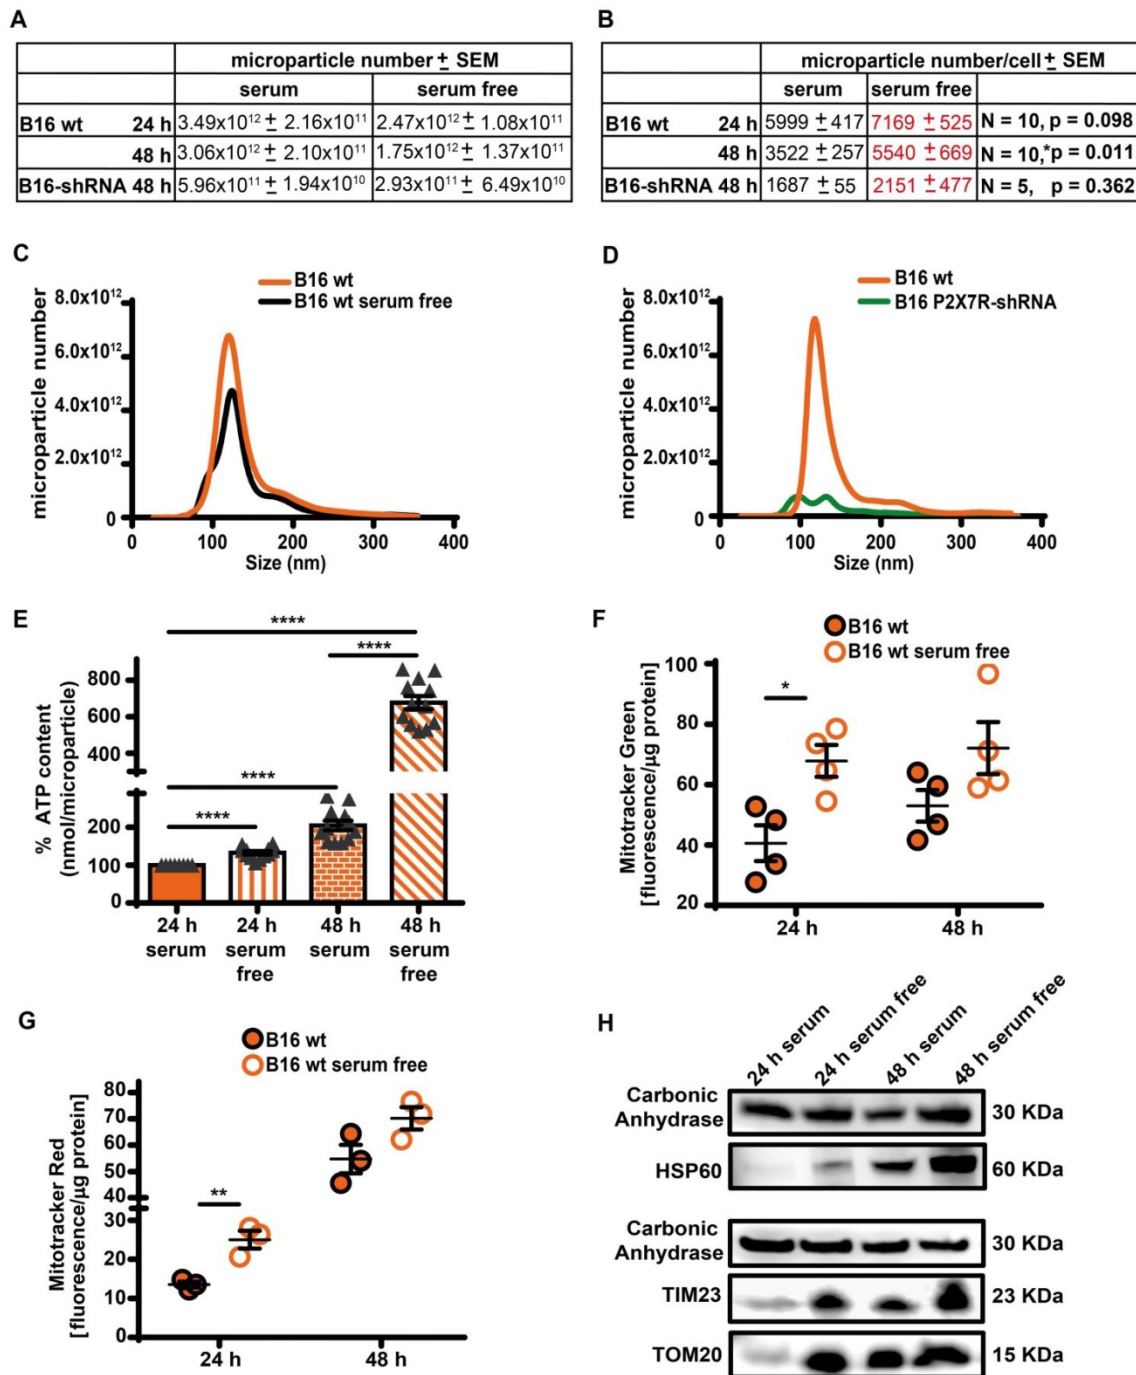 A
microparticle number ± SEM
serum serum free
B16 wt 24 h 3.49x10¹² ± 2.16x10¹¹ 2.47x10¹² ± 1.08x10¹¹
48 h 3.06x10¹² ± 2.10x10¹¹ 1.75x10¹² ± 1.37x10¹¹
B16-shRNA 48 h 5.96x10¹¹ ± 1.94x10¹⁰ 2.93x10¹¹ ± 6.49x10¹⁰
B
microparticle number/cell ± SEM
serum serum free
B16 wt 24 h 5999 ± 417 7169 ± 525 N = 10, p = 0.098
48 h 3522 ± 257 5540 ± 669 N = 10,*p = 0.011
B16-shRNA 48 h 1687 ± 55 2151 ± 477 N = 5, p = 0.362
C
B16 wt
B16 wt serum free
microparticle number
8.0x10¹²
6.0x10¹²
4.0x10¹²
2.0x10¹²
0
0 100 200 300 400
Size (nm)
D
B16 wt
B16 P2X7R-shRNA
microparticle number
8.0x10¹²
6.0x10¹²
4.0x10¹²
2.0x10¹²
0
0 100 200 300 400
Size (nm)
E
% ATP content
(nmol/microparticle)
800
600
400
200
100
0
****
****
****
****
24 h 24 h 48 h 48 h
serum serum serum serum
free free
F
B16 wt
B16 wt serum free
Mitotracker Green
[fluorescence/µg protein]
100
80
60
40
20
*
24 h 48 h
G
B16 wt
B16 wt serum free
Mitotracker Red
[fluorescence/µg protein]
80
70
60
50
40
30
20
10
0
**
24 h 48 h
H
24 h serum
24 h serum free
48 h serum
48 h serum free
Carbonic
Anhydrase 30 KDa
HSP60 60 KDa
Carbonic
Anhydrase 30 KDa
TIM23 23 KDa
TOM20 15 KDa